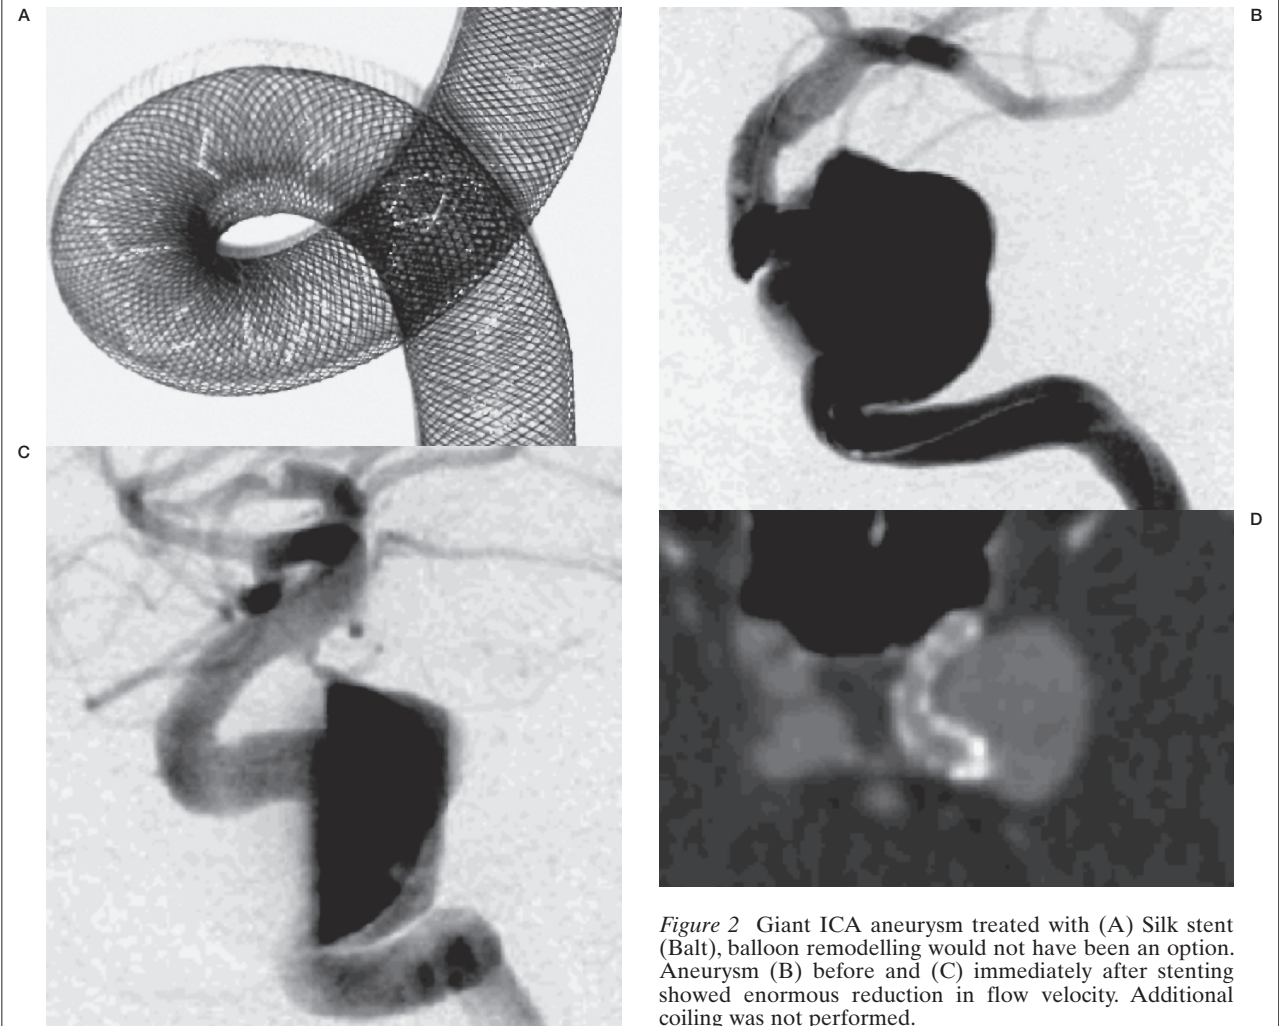 A
B
C
D
Figure 2 Giant ICA aneurysm treated with (A) Silk stent
(Balt), balloon remodelling would not have been an option.
Aneurysm (B) before and (C) immediately after stenting
showed enormous reduction in flow velocity. Additional
coiling was not performed.